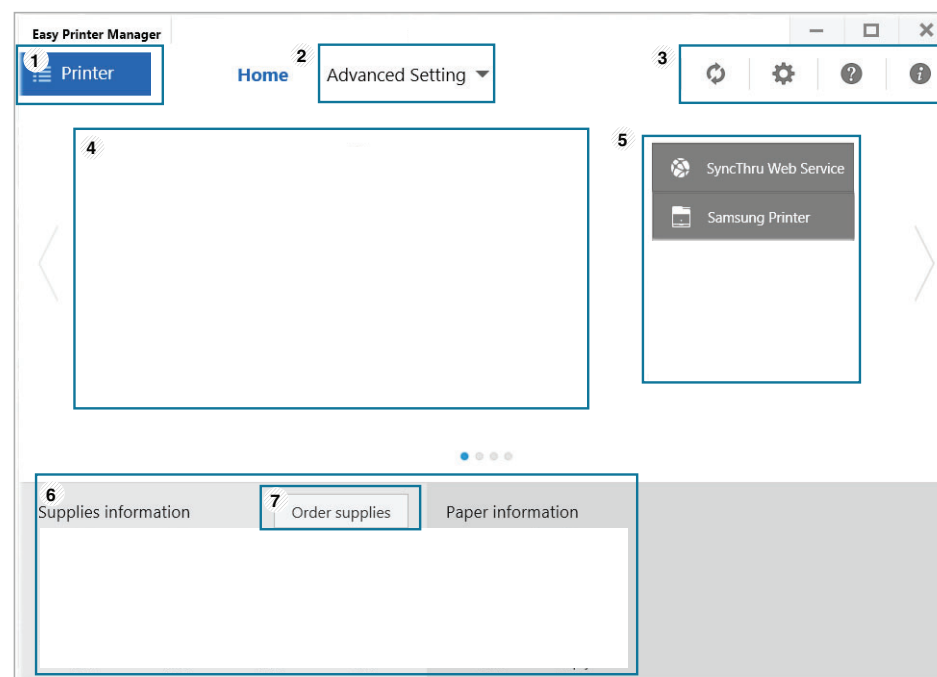 Easy Printer Manager
1
Printer
Home
2
Advanced Setting
3
4
5
SyncThru Web Service
Samsung Printer
6
Supplies information
7
Order supplies
Paper information